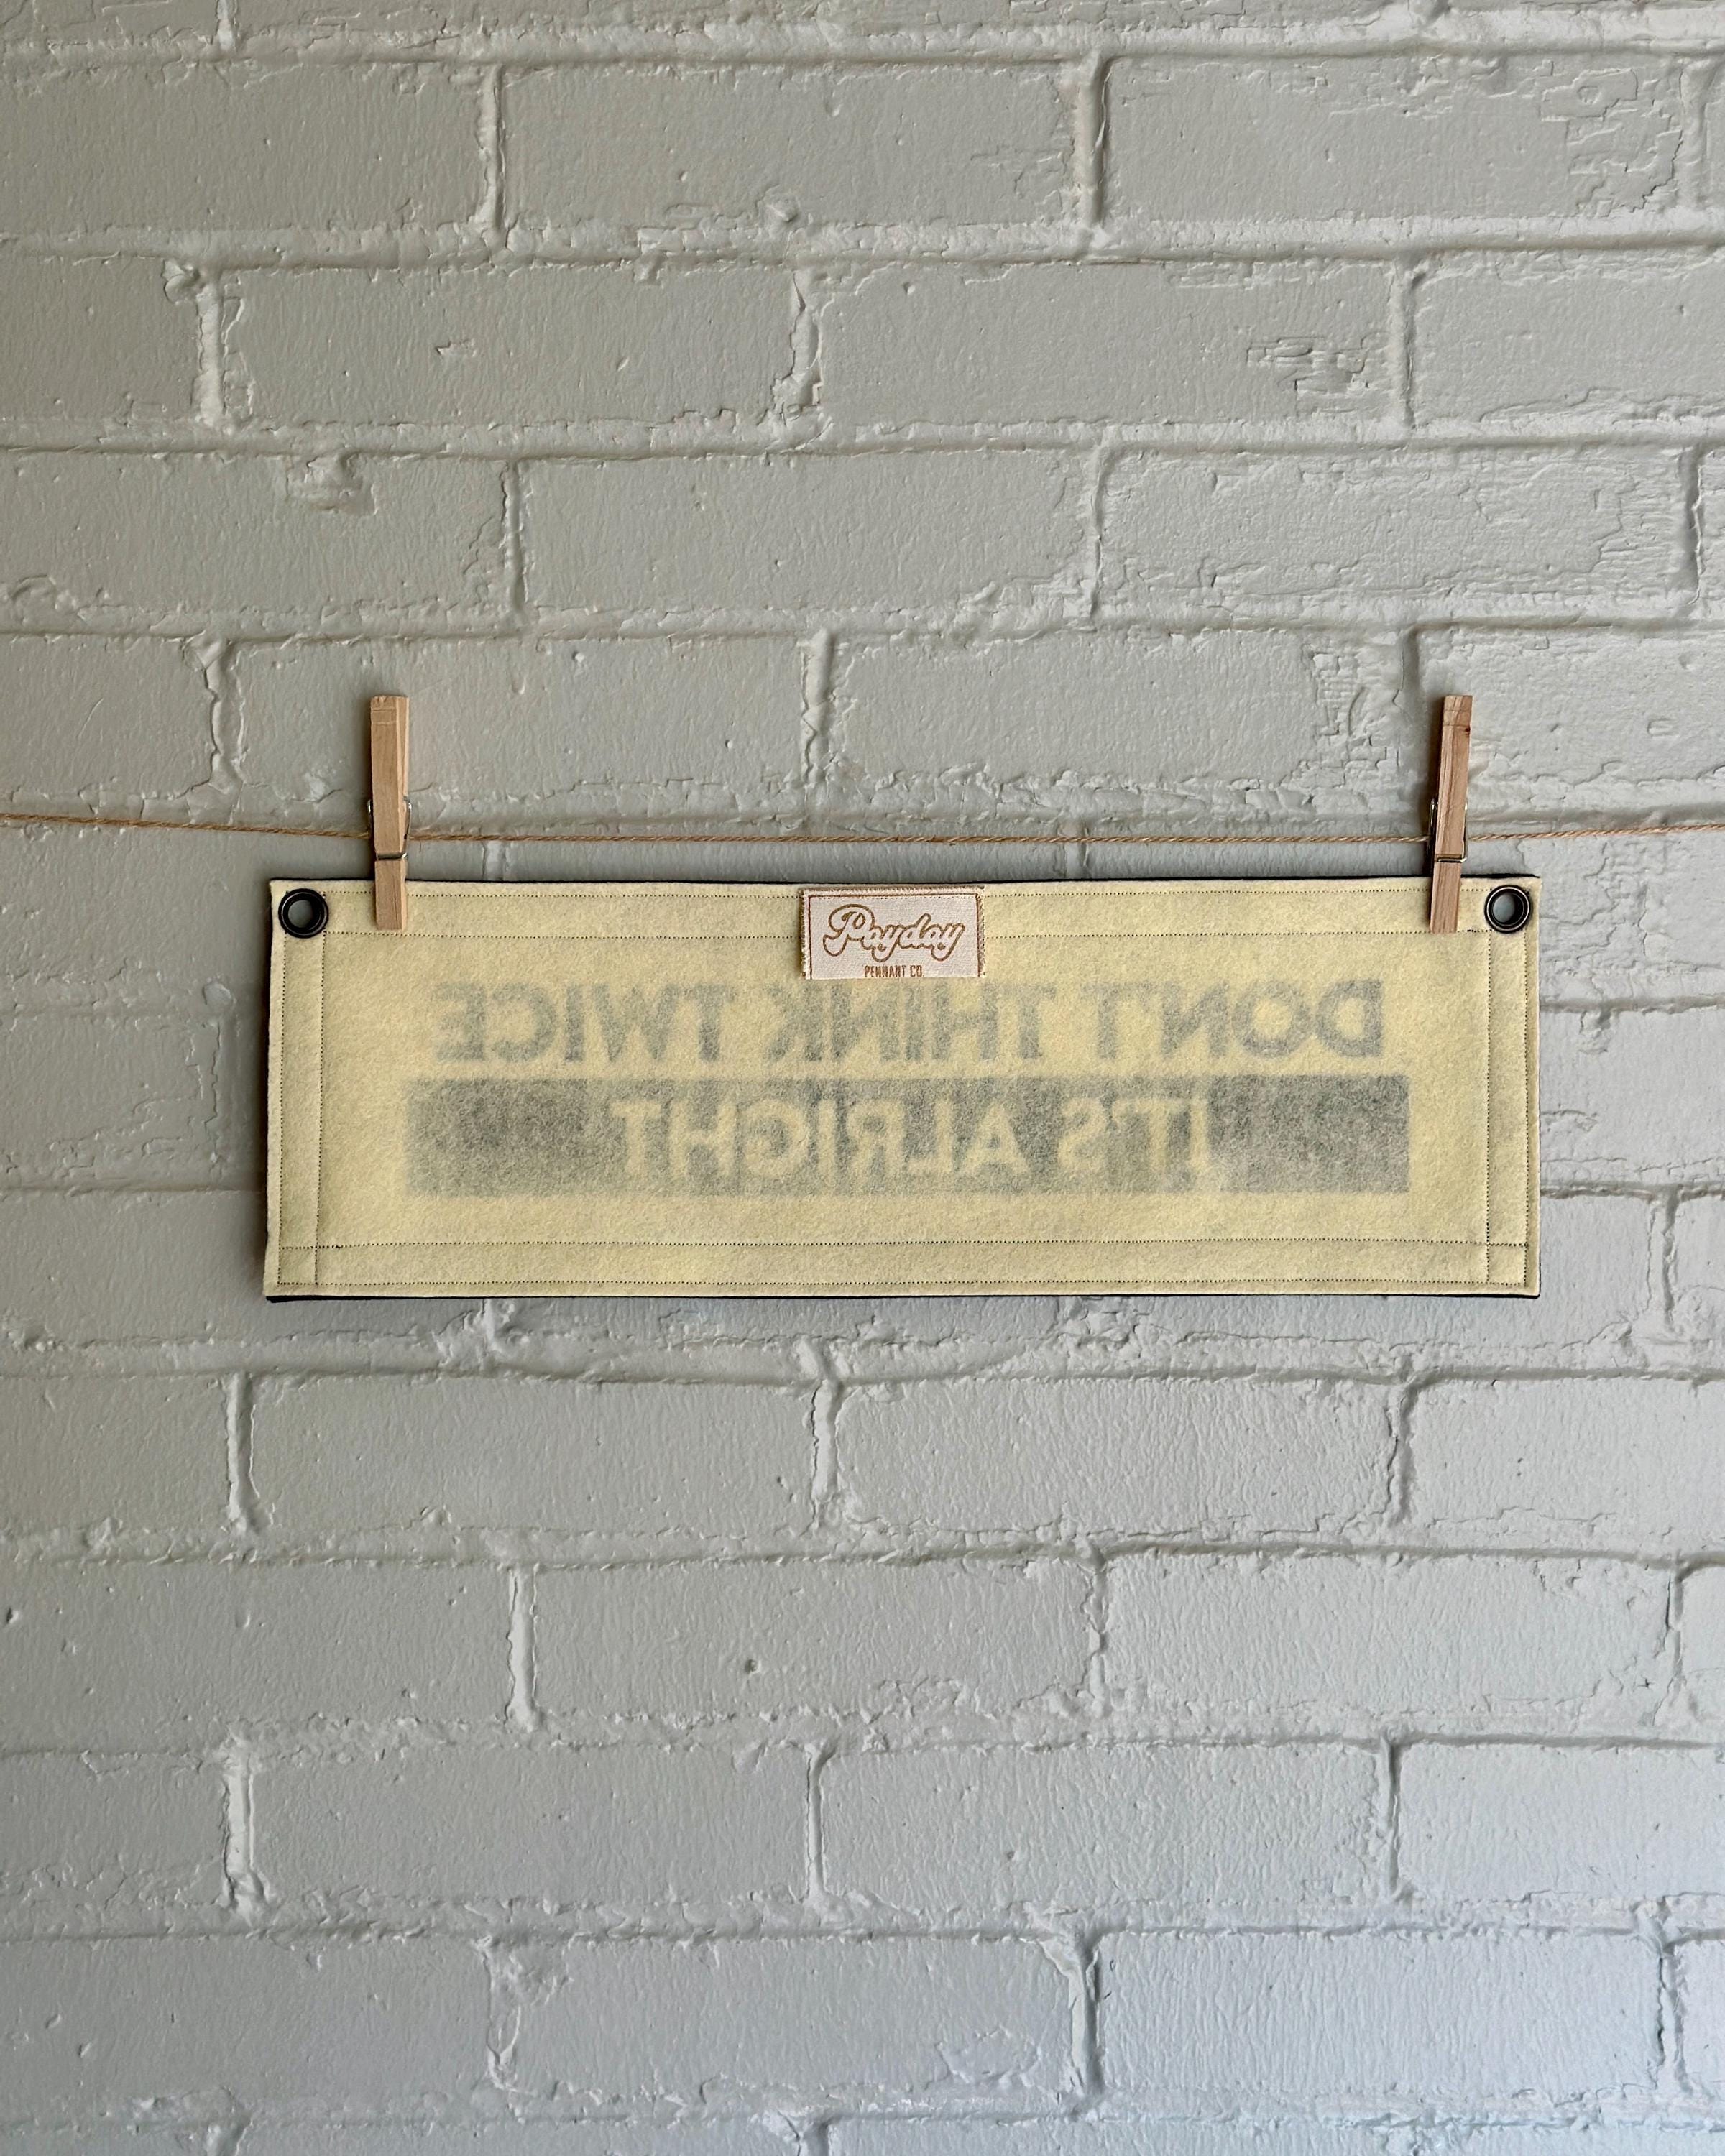 Payday
PENNANT CO.
DON'T THINK TWICE
IT'S ALRIGHT